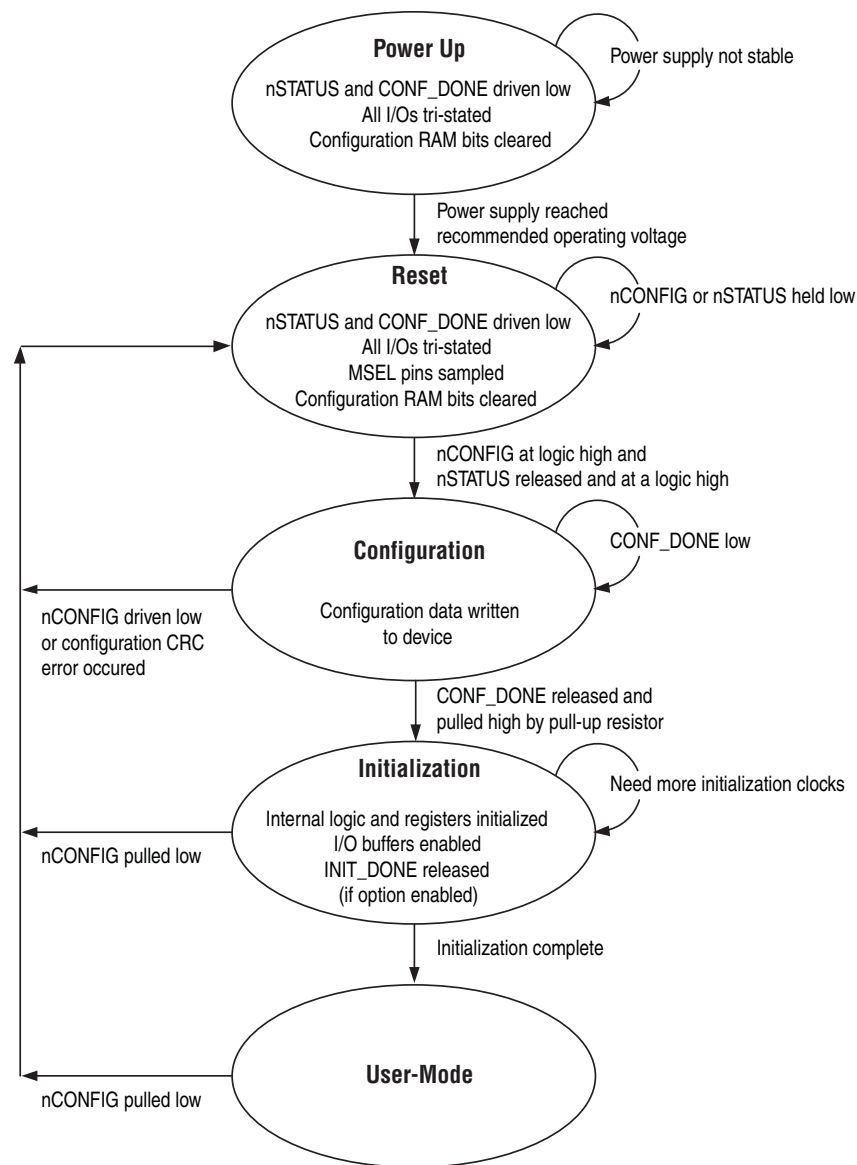 Power Up
nSTATUS and CONF_DONE driven low
All I/Os tri-stated
Configuration RAM bits cleared
Power supply not stable
Power supply reached
recommended operating voltage
Reset
nSTATUS and CONF_DONE driven low
All I/Os tri-stated
MSEL pins sampled
Configuration RAM bits cleared
nCONFIG or nSTATUS held low
nCONFIG at logic high and
nSTATUS released and at a logic high
Configuration
Configuration data written
to device
CONF_DONE low
nCONFIG driven low
or configuration CRC
error occured
CONF_DONE released and
pulled high by pull-up resistor
Initialization
Internal logic and registers initialized
I/O buffers enabled
INIT_DONE released
(if option enabled)
Need more initialization clocks
nCONFIG pulled low
Initialization complete
User-Mode
nCONFIG pulled low